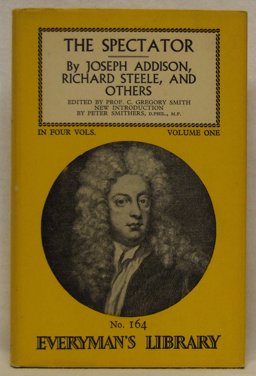 THE SPECTATOR
By JOSEPH ADDISON,
RICHARD STEELE, AND
OTHERS
EDITED BY PROF. C. GREGORY SMITH
NEW INTRODUCTION
BY PETER SMITHERS, D.PHIL., M.P.
IN FOUR VOLS. VOLUME ONE
No. 164
EVERYMAN'S LIBRARY